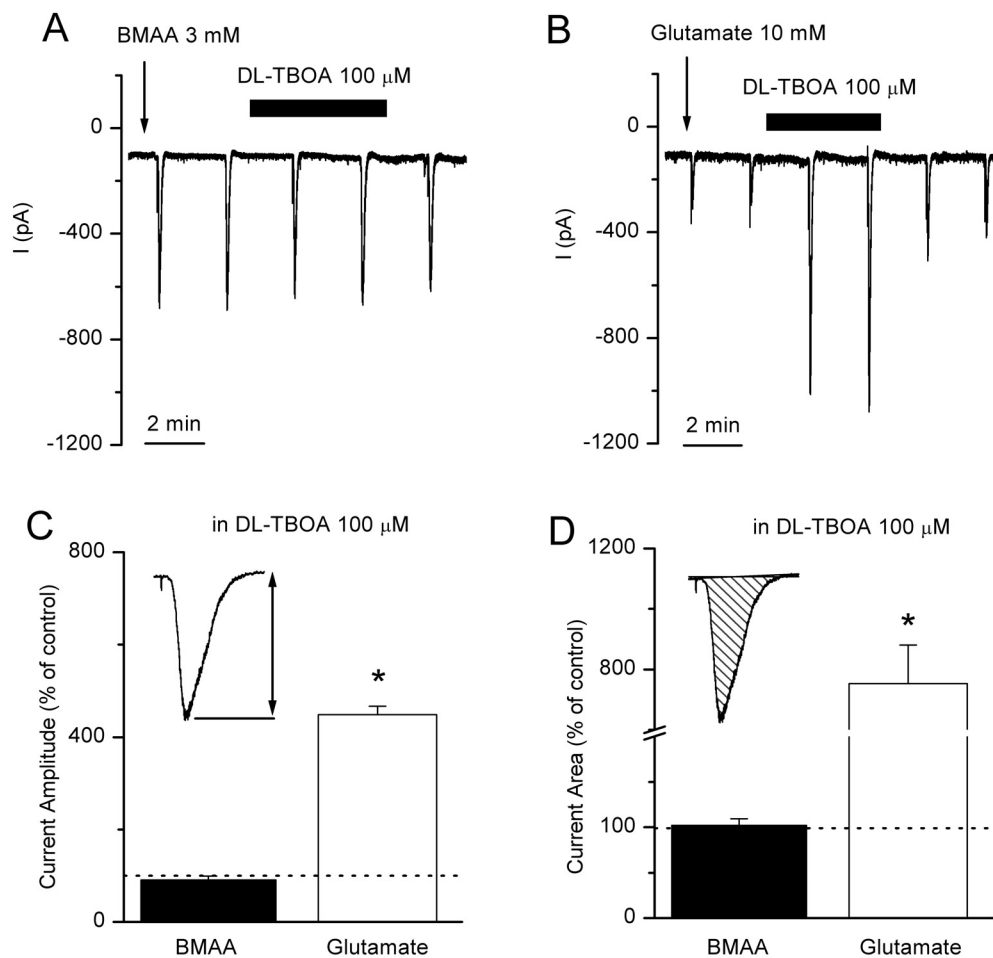 A
BMAA 3 mM
DL-TBOA 100 μM
0
-400
-800
-1200
I (pA)
2 min
B
Glutamate 10 mM
DL-TBOA 100 μM
0
-400
-800
-1200
I (pA)
2 min
C
in DL-TBOA 100 μM
800
400
0
Current Amplitude (% of control)
*
BMAA
Glutamate
D
in DL-TBOA 100 μM
1200
800
100
0
Current Area (% of control)
*
BMAA
Glutamate